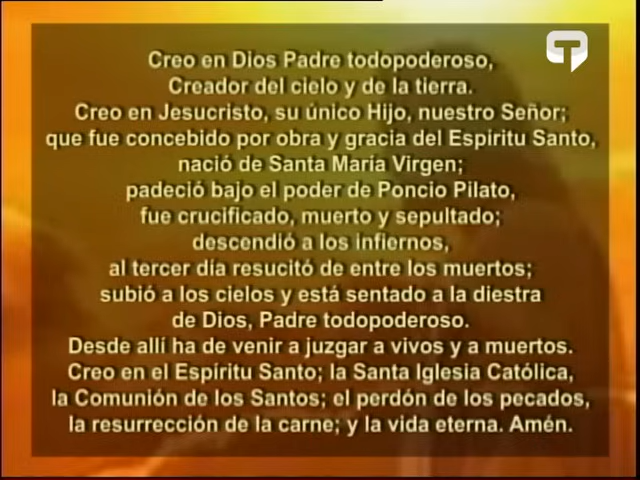 Creo en Dios Padre todopoderoso,
Creador del cielo y de la tierra.
Creo en Jesucristo, su único Hijo, nuestro Señor;
que fue concebido por obra y gracia del Espíritu Santo,
nació de Santa María Virgen;
padeció bajo el poder de Poncio Pilato,
fue crucificado, muerto y sepultado;
descendió a los infiernos,
al tercer día resucitó de entre los muertos;
subió a los cielos y está sentado a la diestra
de Dios, Padre todopoderoso.
Desde allí ha de venir a juzgar a vivos y a muertos.
Creo en el Espíritu Santo; la Santa Iglesia Católica,
la Comunión de los Santos; el perdón de los pecados,
la resurrección de la carne; y la vida eterna. Amén.